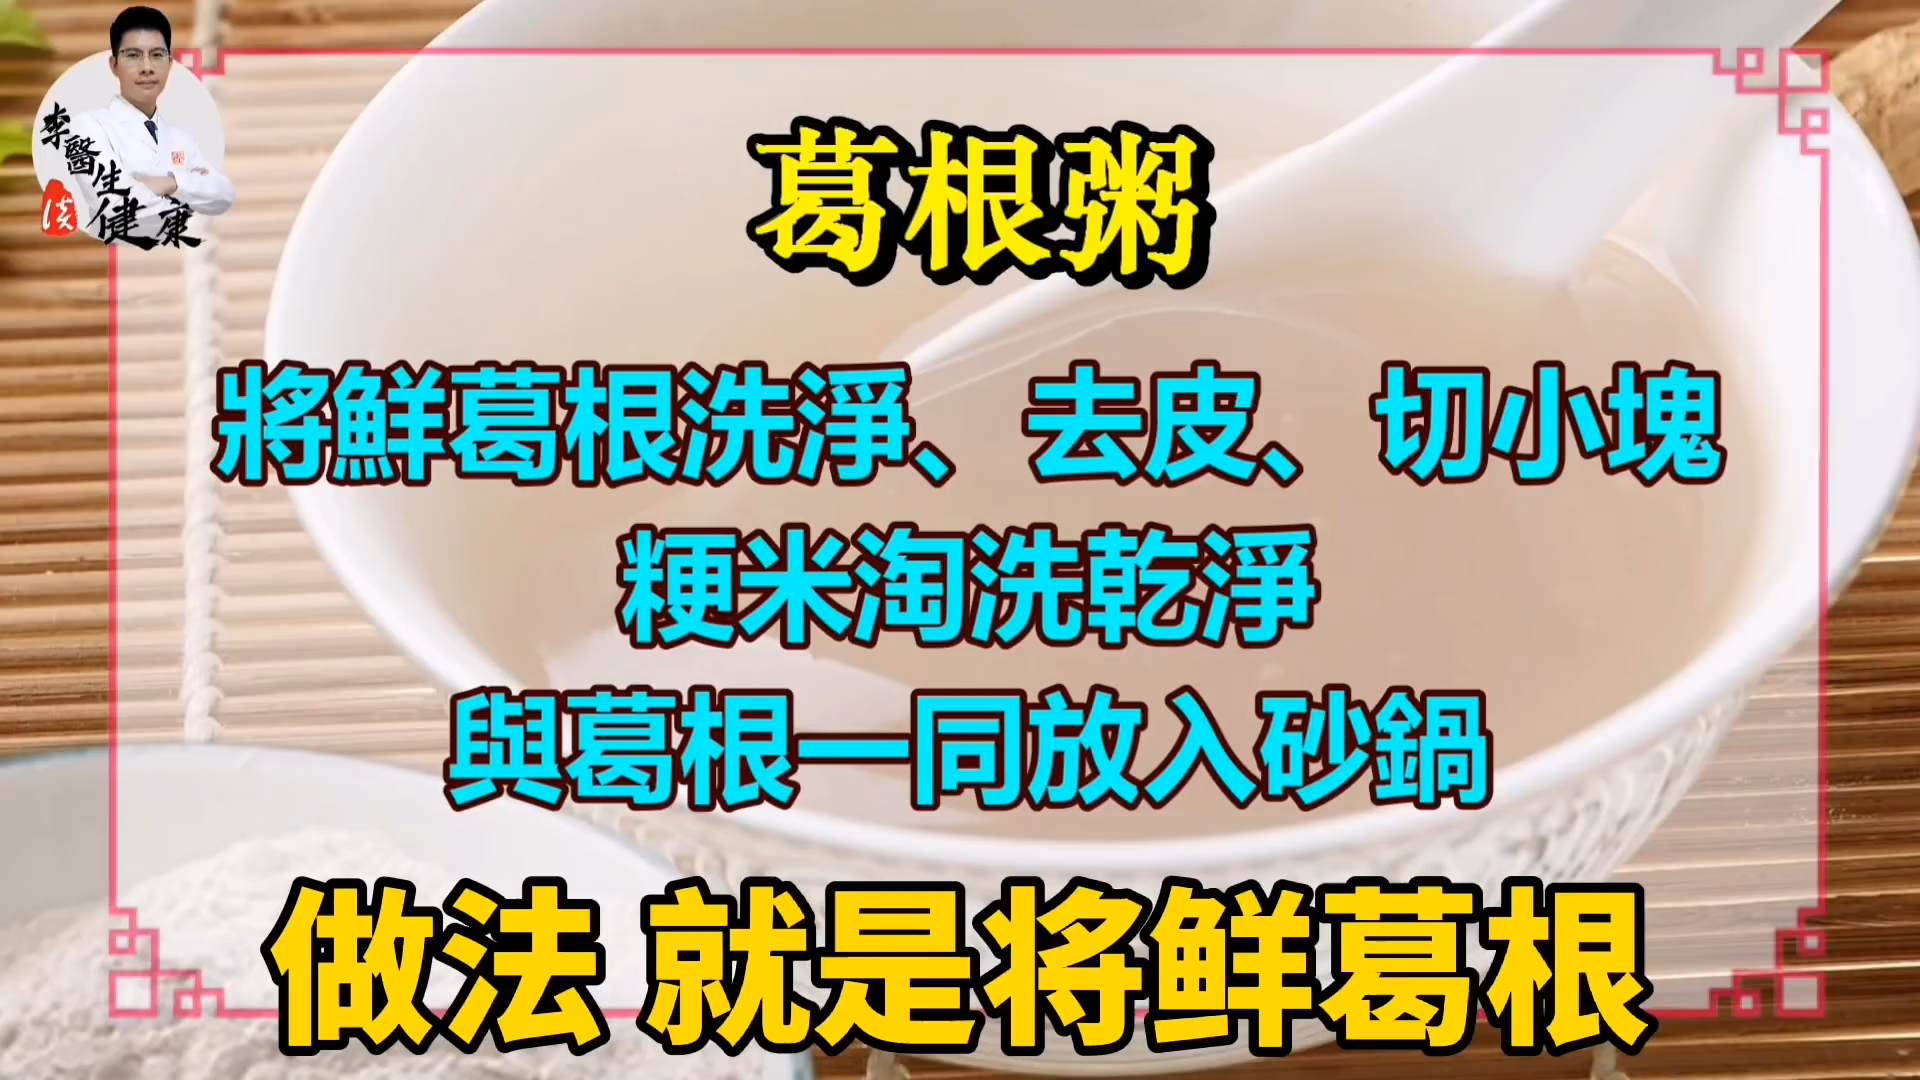 李醫生
谈健康
葛根粥
將鮮葛根洗淨、去皮、切小塊
粳米淘洗乾淨
與葛根一同放入砂鍋
做法 就是将鲜葛根